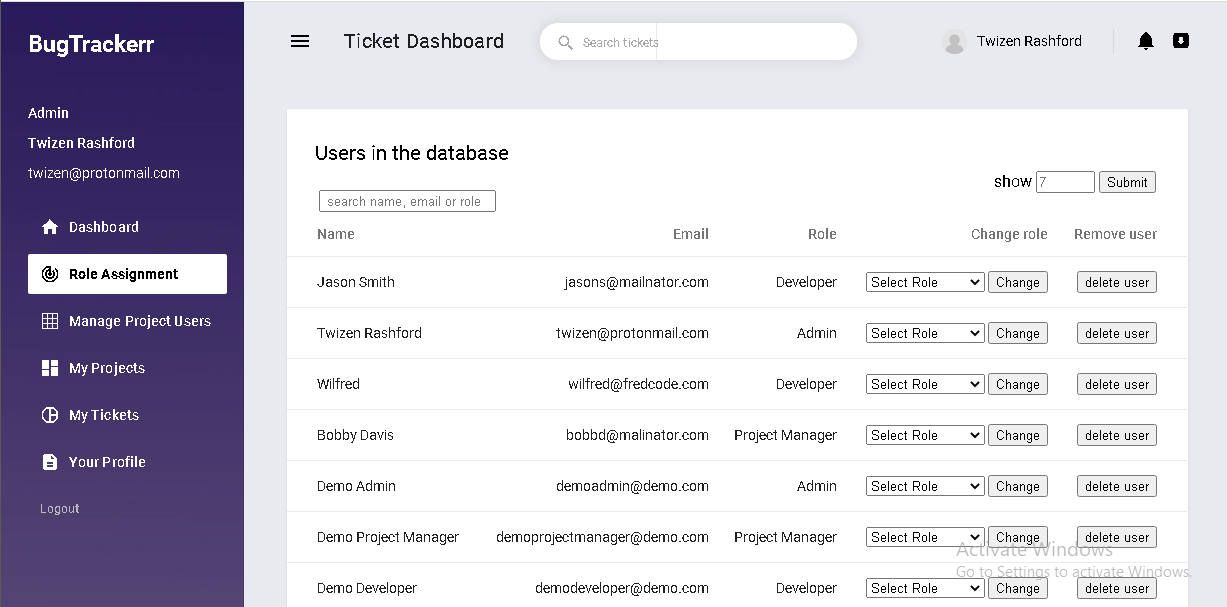 BugTrackerr
Ticket Dashboard
Search tickets
Twizen Rashford
Admin
Twizen Rashford
twizen@protonmail.com
Dashboard
Role Assignment
Manage Project Users
My Projects
My Tickets
Your Profile
Logout
Users in the database
show 7 Submit
search name, email or role
Name Email Role Change role Remove user
Jason Smith jasons@mailnator.com Developer Select Role Change delete user
Twizen Rashford twizen@protonmail.com Admin Select Role Change delete user
Wilfred wilfred@fredcode.com Developer Select Role Change delete user
Bobby Davis bobbd@malinator.com Project Manager Select Role Change delete user
Demo Admin demoadmin@demo.com Admin Select Role Change delete user
Demo Project Manager demoprojectmanager@demo.com Project Manager Select Role Change delete user
Demo Developer demodeveloper@demo.com Developer Select Role Change delete user
Activate Windows
Go to Settings to activate Windows.